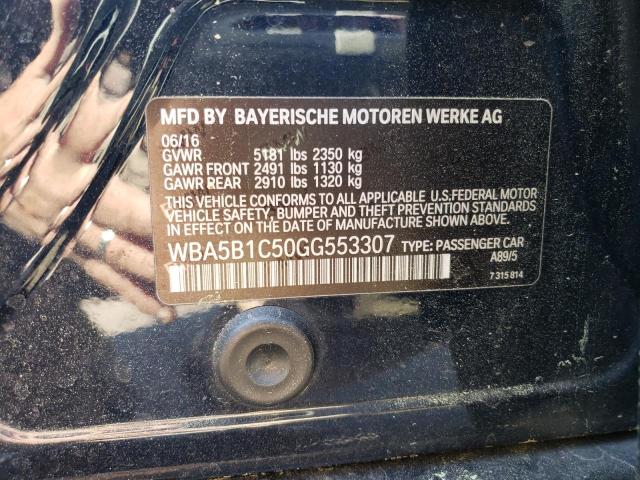 MFD BY BAYERISCHE MOTOREN WERKE AG
06/16
GVWR 5181 lbs 2350 kg
GAWR FRONT 2491 lbs 1130 kg
GAWR REAR 2910 lbs 1320 kg
THIS VEHICLE CONFORMS TO ALL APPLICABLE U.S.FEDERAL MOTOR
VEHICLE SAFETY, BUMPER AND THEFT PREVENTION STANDARDS
IN EFFECT ON THE DATE OF MANUFACTURE SHOWN ABOVE.
WBA5B1C50GG553307 TYPE: PASSENGER CAR
A89/5
7 315 814